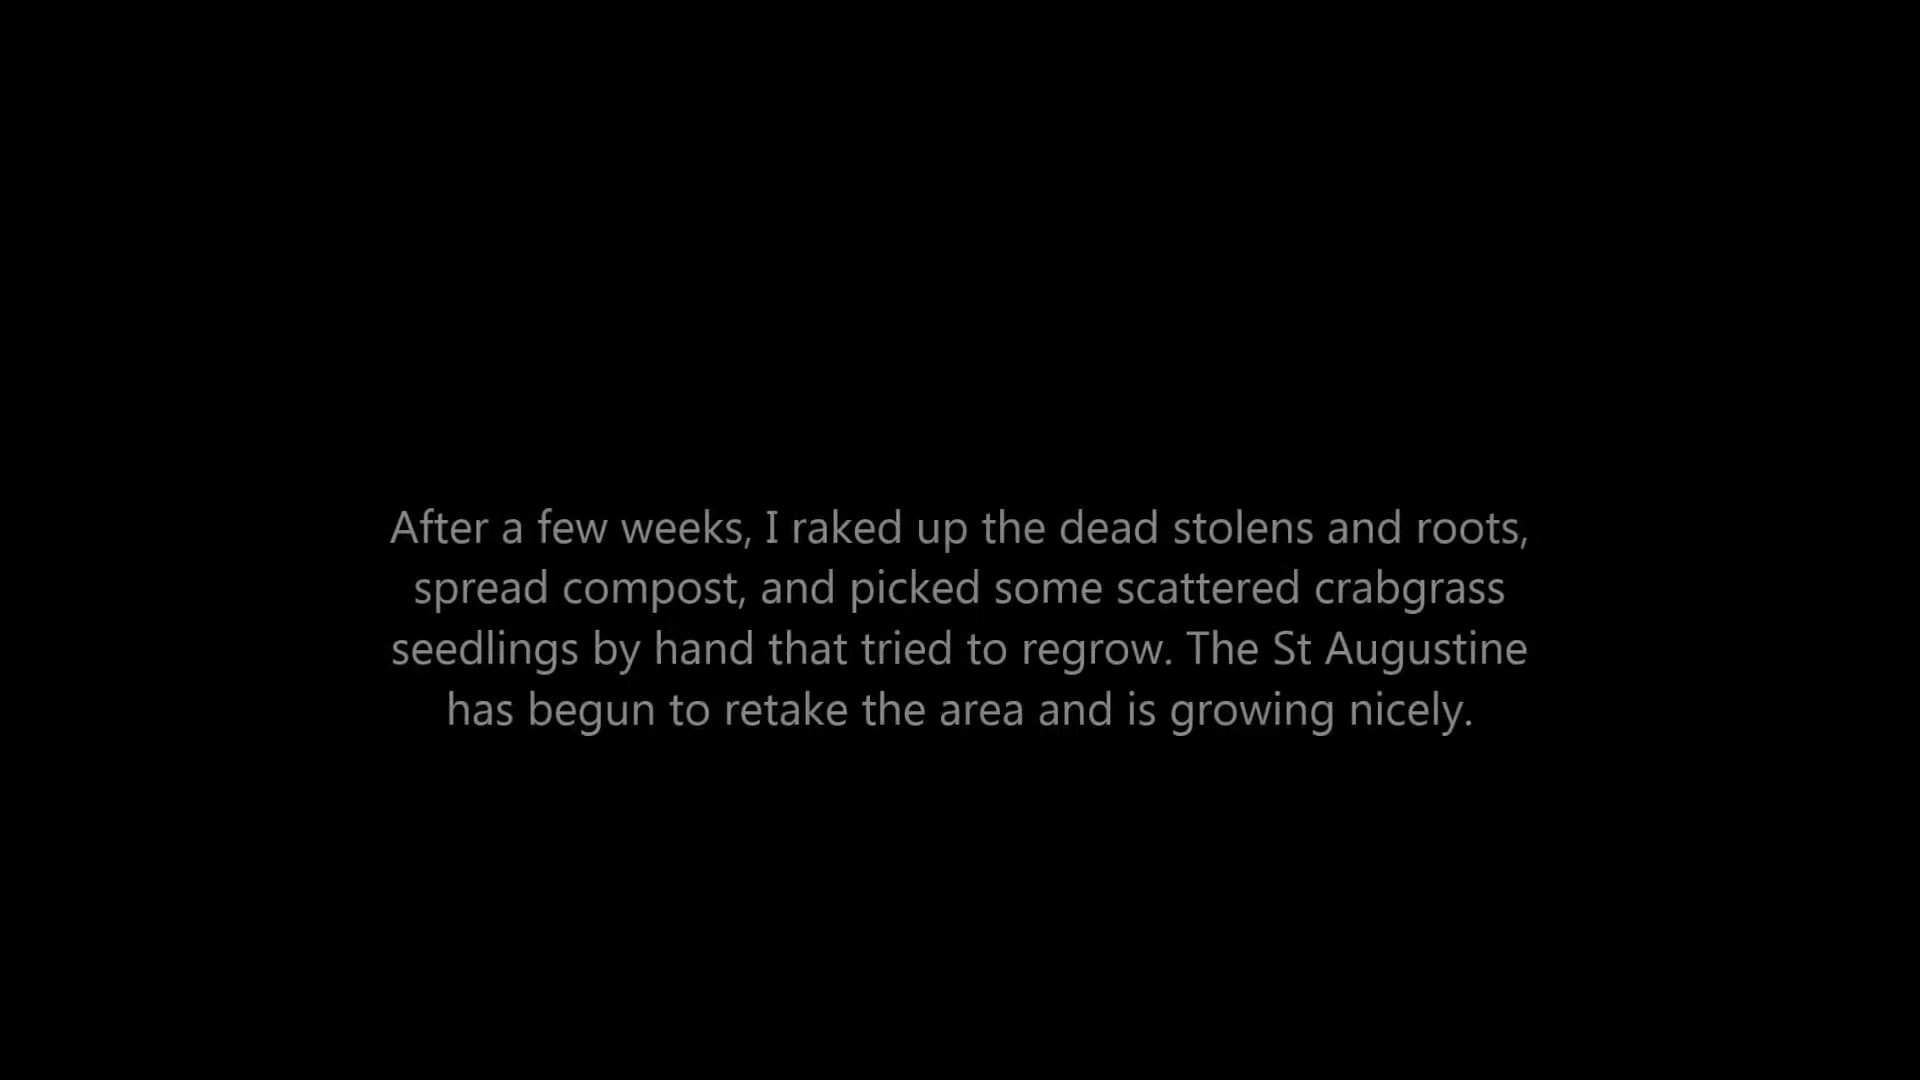 After a few weeks, I raked up the dead stolens and roots,
spread compost, and picked some scattered crabgrass
seedlings by hand that tried to regrow. The St Augustine
has begun to retake the area and is growing nicely.